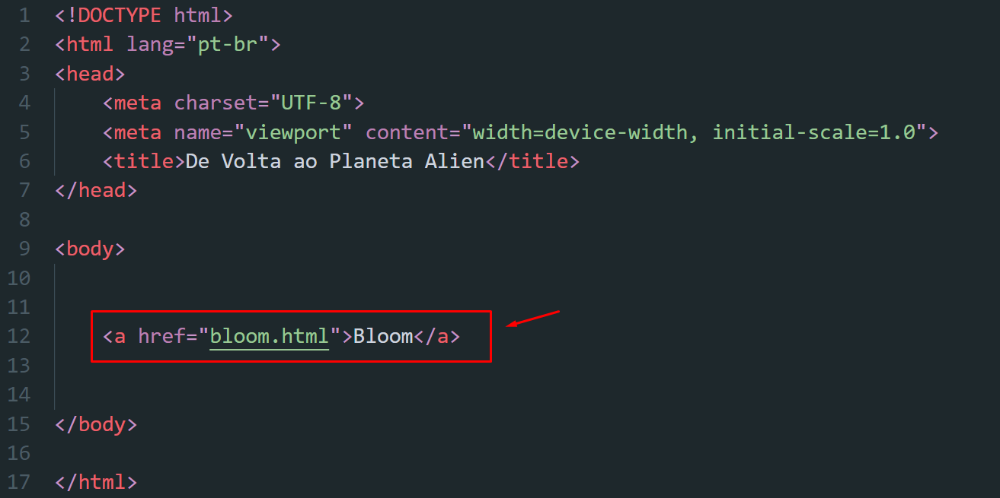 1 <!DOCTYPE html>
2 <html lang="pt-br">
3 <head>
4     <meta charset="UTF-8">
5     <meta name="viewport" content="width=device-width, initial-scale=1.0">
6     <title>De Volta ao Planeta Alien</title>
7 </head>
8
9 <body>
10
11
12     <a href="bloom.html">Bloom</a>
13
14
15 </body>
16
17 </html>